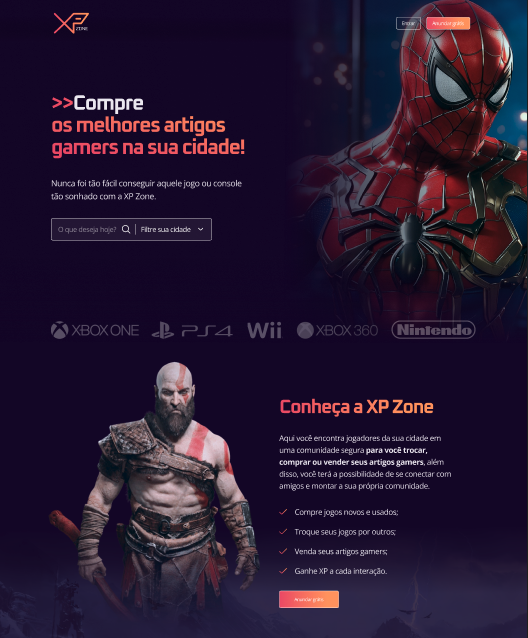 XP
ZONE
Entrar
Anunciar grátis
>>Compre
os melhores artigos
gamers na sua cidade!
Nunca foi tão fácil conseguir aquele jogo ou console
tão sonhado com a XP Zone.
O que deseja hoje?
Filtre sua cidade
XBOX ONE
PS4
Wii
XBOX 360
Nintendo
Conheça a XP Zone
Aqui você encontra jogadores da sua cidade em
uma comunidade segura para você trocar,
comprar ou vender seus artigos gamers, além
disso, você terá a possibilidade de se conectar com
amigos e montar a sua própria comunidade.
Compre jogos novos e usados;
Troque seus jogos por outros;
Venda seus artigos gamers;
Ganhe XP a cada interação.
Anunciar grátis